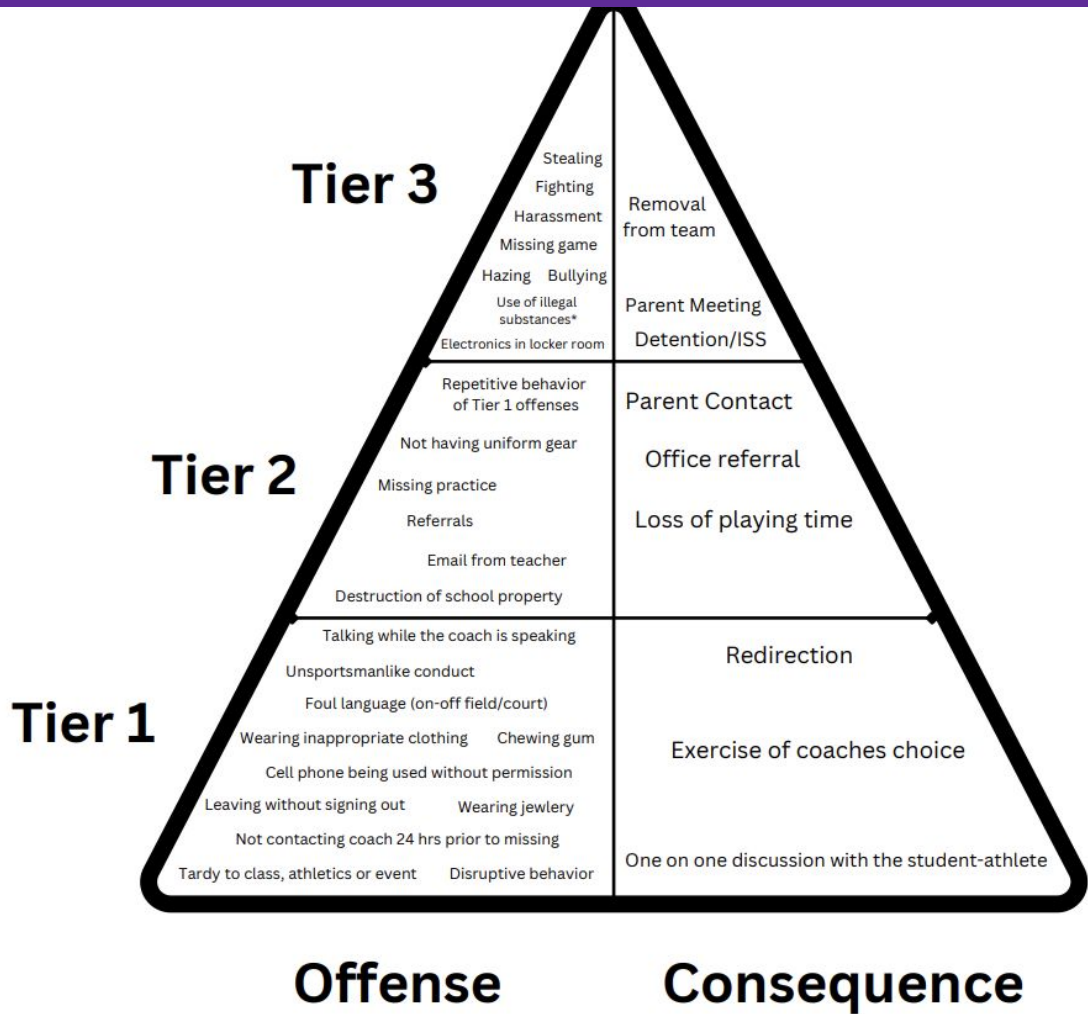 Tier 3
Stealing
Fighting
Harassment
Missing game
Hazing Bullying
Use of illegal
substances*
Electronics in locker room
Removal
from team
Parent Meeting
Detention/ISS
Tier 2
Repetitive behavior
of Tier 1 offenses
Not having uniform gear
Missing practice
Referrals
Email from teacher
Destruction of school property
Parent Contact
Office referral
Loss of playing time
Tier 1
Talking while the coach is speaking
Unsportsmanlike conduct
Foul language (on-off field/court)
Wearing inappropriate clothing Chewing gum
Cell phone being used without permission
Leaving without signing out Wearing jewlery
Not contacting coach 24 hrs prior to missing
Tardy to class, athletics or event Disruptive behavior
Redirection
Exercise of coaches choice
One on one discussion with the student-athlete
Offense Consequence